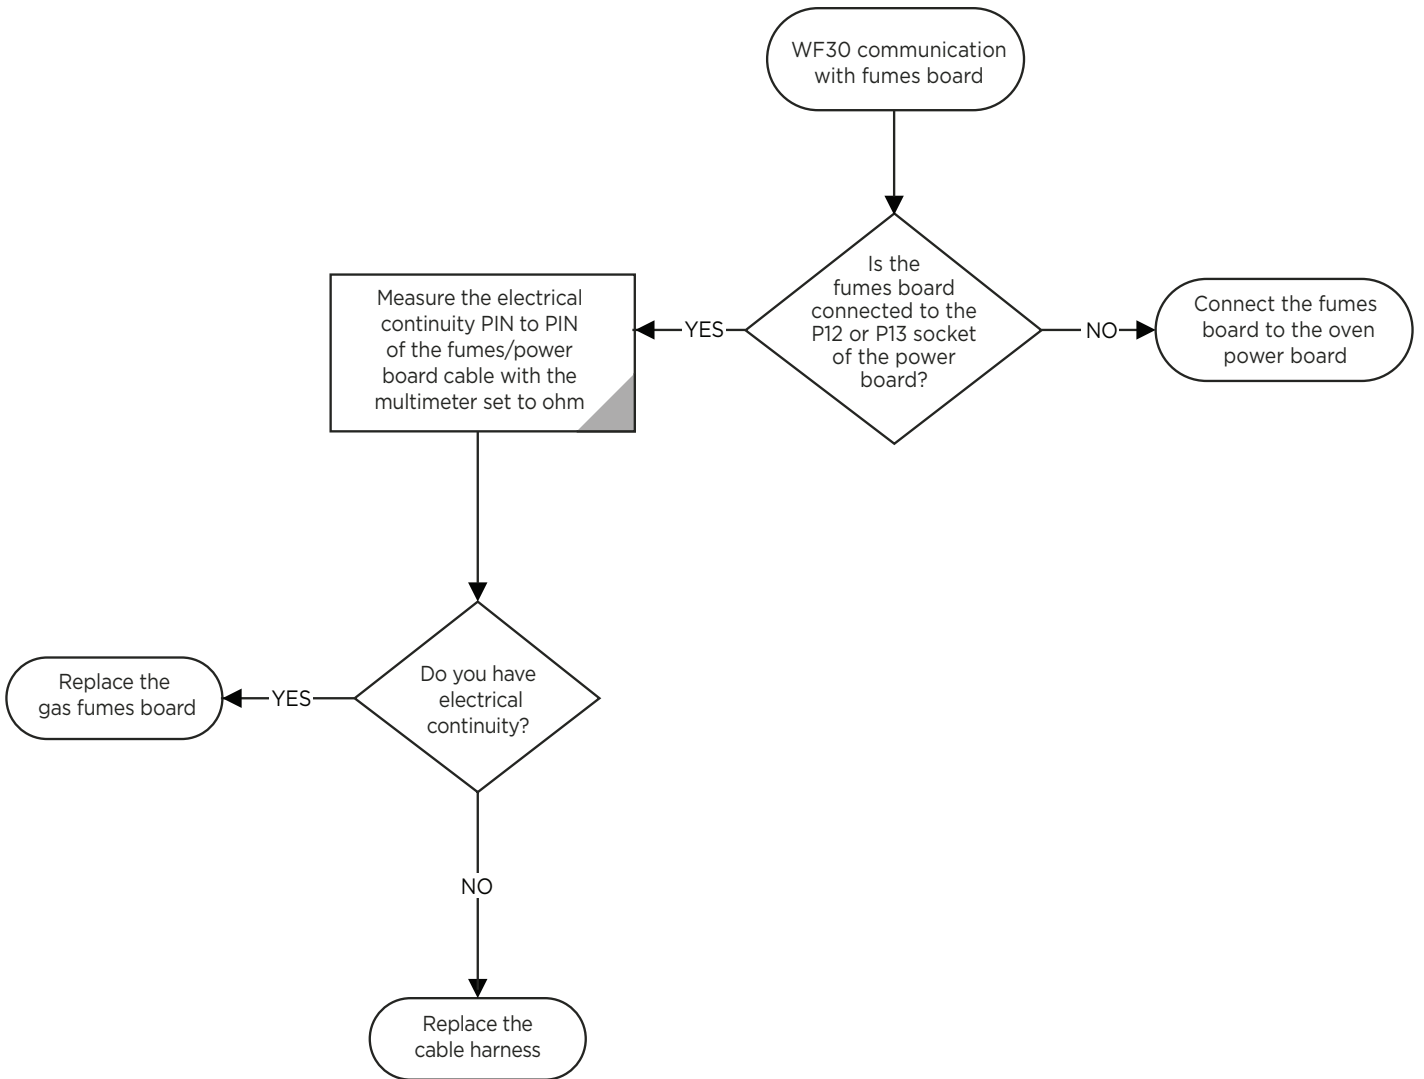 WF30 communication
with fumes board
Is the
fumes board
connected to the
P12 or P13 socket
of the power
board?
YES
NO
Measure the electrical
continuity PIN to PIN
of the fumes/power
board cable with the
multimeter set to ohm
Connect the fumes
board to the oven
power board
Do you have
electrical
continuity?
YES
Replace the
gas fumes board
NO
Replace the
cable harness